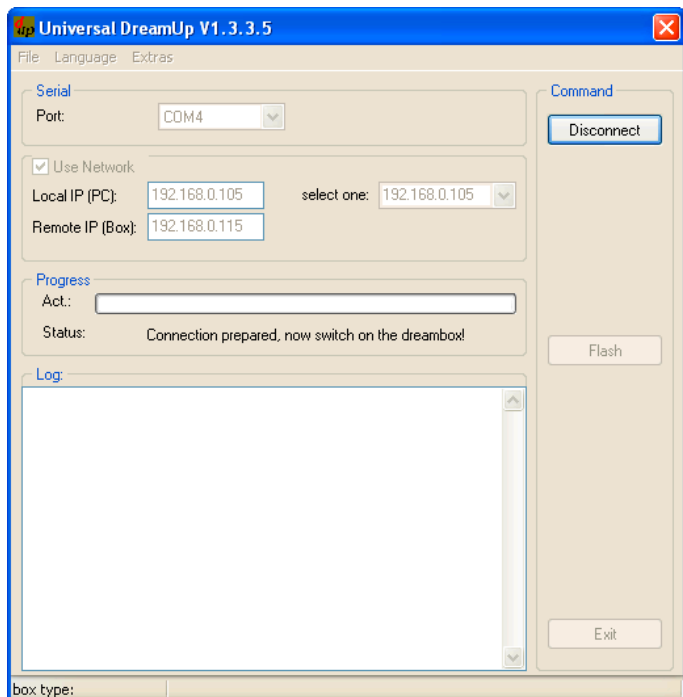 up Universal DreamUp V1.3.3.5
File Language Extras
Serial
Port: COM4
Command
Disconnect
Use Network
Local IP (PC): 192.168.0.105 select one: 192.168.0.105
Remote IP (Box): 192.168.0.115
Progress
Act.:
Status: Connection prepared, now switch on the dreambox!
Flash
Log:
Exit
box type: